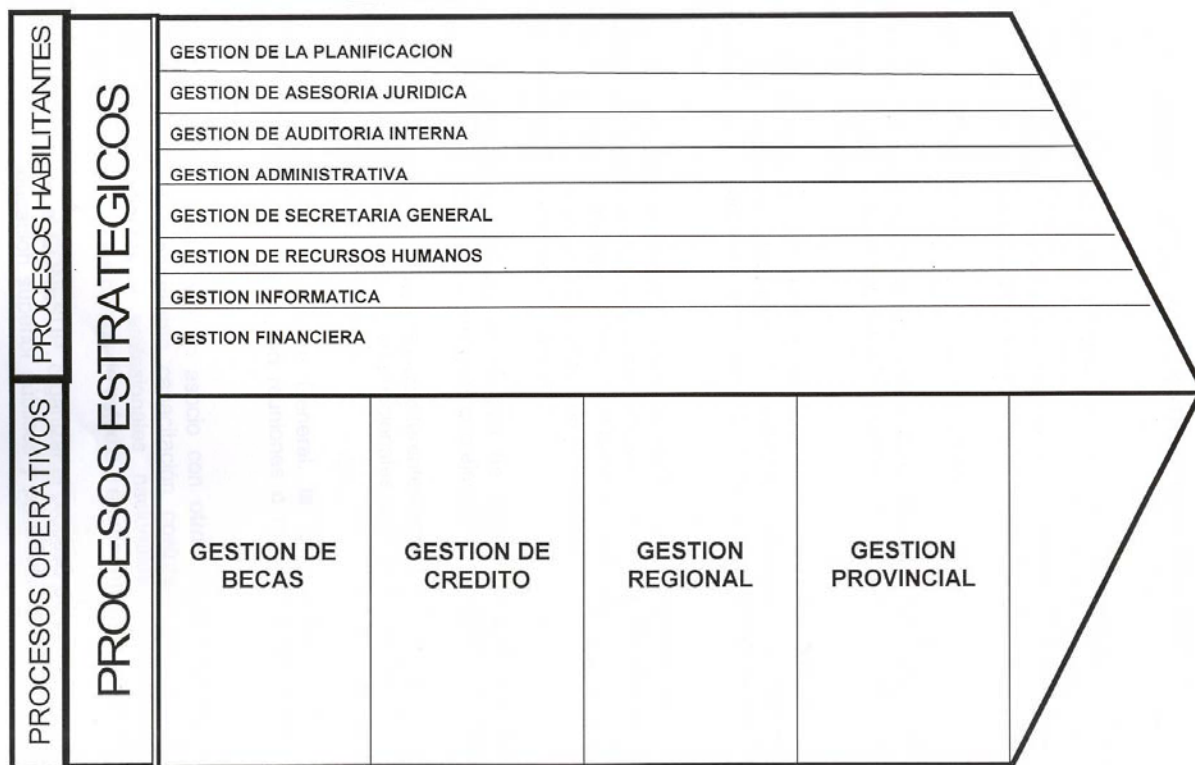 PROCESOS HABILITANTES
PROCESOS OPERATIVOS
PROCESOS ESTRATEGICOS
GESTION DE LA PLANIFICACION
GESTION DE ASESORIA JURIDICA
GESTION DE AUDITORIA INTERNA
GESTION ADMINISTRATIVA
GESTION DE SECRETARIA GENERAL
GESTION DE RECURSOS HUMANOS
GESTION INFORMATICA
GESTION FINANCIERA
GESTION DE
BECAS
GESTION DE
CREDITO
GESTION
REGIONAL
GESTION
PROVINCIAL